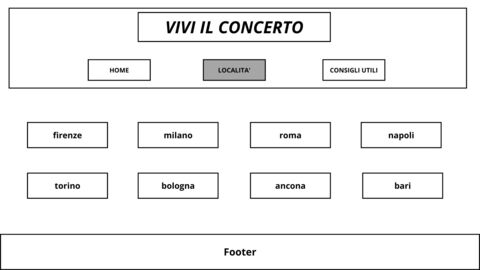 VIVI IL CONCERTO
HOME LOCALITA' CONSIGLI UTILI
firenze milano roma napoli
torino bologna ancona bari
Footer